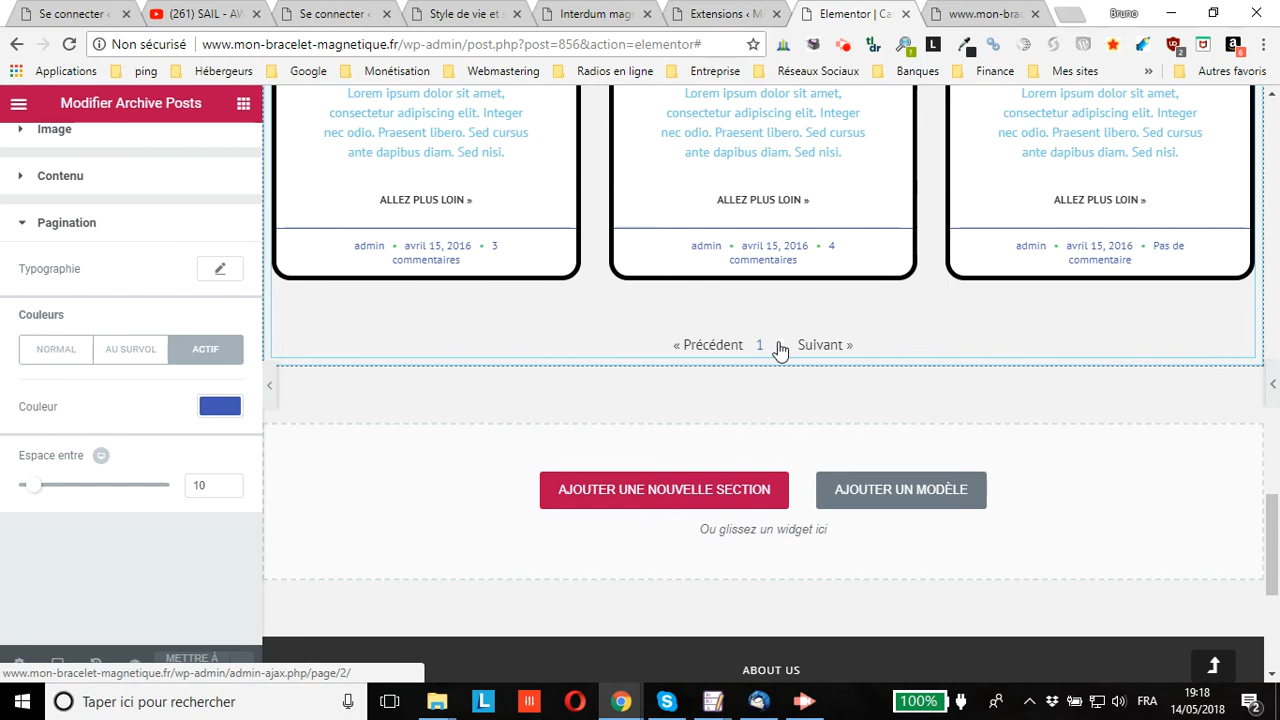 Se connecter ‹
(261) SAIL - AW
Se connecter ‹
Style de vie et
Interdum mag
Extensions ‹ M
Elementor | Ca
www.mon-brac
Bruno
Non sécurisé
www.mon-bracelet-magnetique.fr/wp-admin/post.php?post=856&action=elementor#
Applications
ping
Hébergeurs
Google
Monétisation
Webmastering
Radios en ligne
Entreprise
Réseaux Sociaux
Banques
Finance
Mes sites
»
Autres favoris
Modifier Archive Posts
Image
Contenu
Pagination
Typographie
Couleurs
NORMAL
AU SURVOL
ACTIF
Couleur
Espace entre
10
METTRE À
Lorem ipsum dolor sit amet,
consectetur adipiscing elit. Integer
nec odio. Praesent libero. Sed cursus
ante dapibus diam. Sed nisi.
ALLEZ PLUS LOIN »
admin • avril 15, 2016 • 3
commentaires
Lorem ipsum dolor sit amet,
consectetur adipiscing elit. Integer
nec odio. Praesent libero. Sed cursus
ante dapibus diam. Sed nisi.
ALLEZ PLUS LOIN »
admin • avril 15, 2016 • 4
commentaires
Lorem ipsum dolor sit amet,
consectetur adipiscing elit. Integer
nec odio. Praesent libero. Sed cursus
ante dapibus diam. Sed nisi.
ALLEZ PLUS LOIN »
admin • avril 15, 2016 • Pas de
commentaire
« Précédent 1 Suivant »
AJOUTER UNE NOUVELLE SECTION
AJOUTER UN MODÈLE
Ou glissez un widget ici
ABOUT US
www.mon-bracelet-magnetique.fr/wp-admin/admin-ajax.php/page/2/
Taper ici pour rechercher
100%
FRA
19:18
14/05/2018